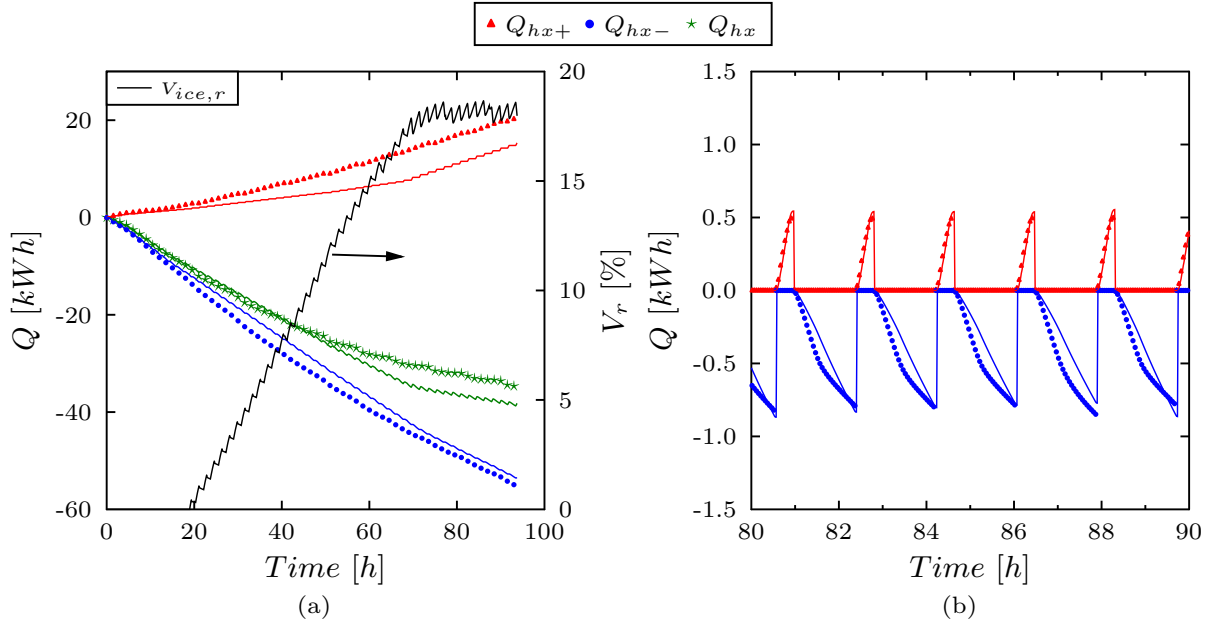 Q_{hx+} Q_{hx-} Q_{hx}
V_{ice,r}
Q [kWh]
30
20
0
-20
-40
-60
0 20 40 60 80 100
Time [h]
20
15
10
5
0
V_r [%]
(a)
Q [kWh]
1.5
1.0
0.5
0.0
-0.5
-1.0
-1.5
80 82 84 86 88 90
Time [h]
(b)